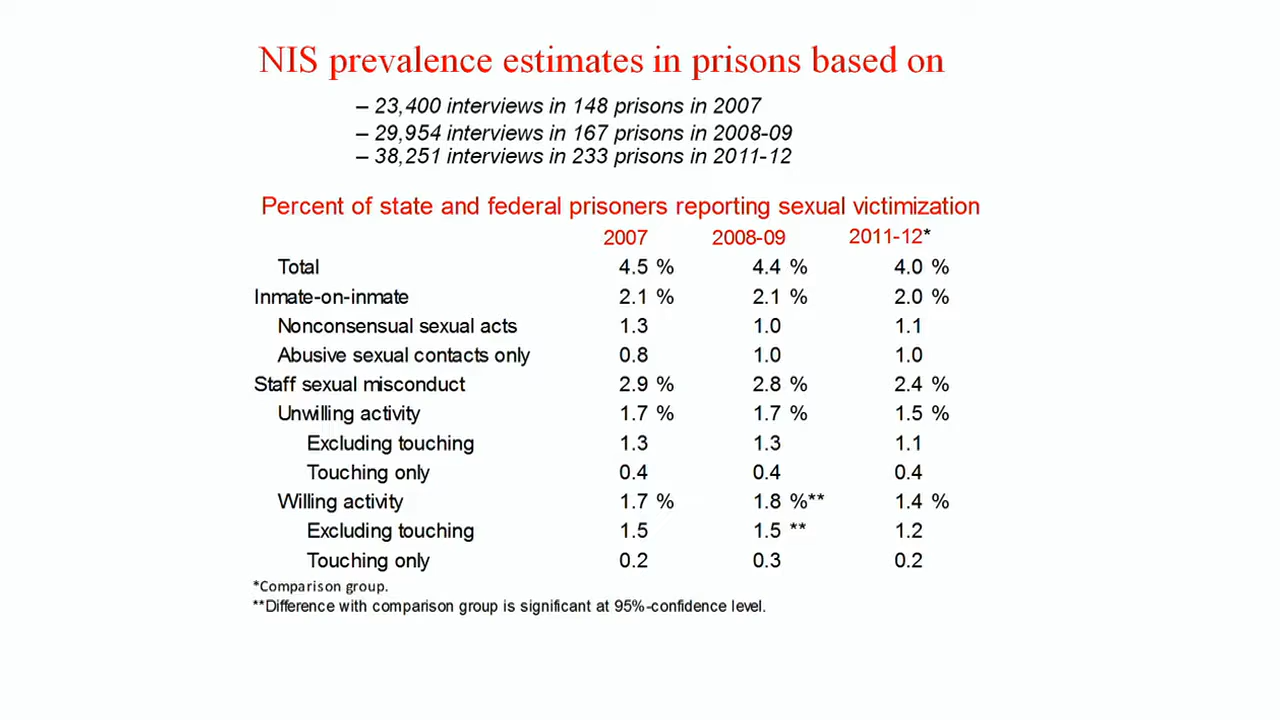 NIS prevalence estimates in prisons based on
– 23,400 interviews in 148 prisons in 2007
– 29,954 interviews in 167 prisons in 2008-09
– 38,251 interviews in 233 prisons in 2011-12
Percent of state and federal prisoners reporting sexual victimization
2007 2008-09 2011-12*
Total 4.5 % 4.4 % 4.0 %
Inmate-on-inmate 2.1 % 2.1 % 2.0 %
Nonconsensual sexual acts 1.3 1.0 1.1
Abusive sexual contacts only 0.8 1.0 1.0
Staff sexual misconduct 2.9 % 2.8 % 2.4 %
Unwilling activity 1.7 % 1.7 % 1.5 %
Excluding touching 1.3 1.3 1.1
Touching only 0.4 0.4 0.4
Willing activity 1.7 % 1.8 %** 1.4 %
Excluding touching 1.5 1.5 ** 1.2
Touching only 0.2 0.3 0.2
*Comparison group.
**Difference with comparison group is significant at 95%-confidence level.